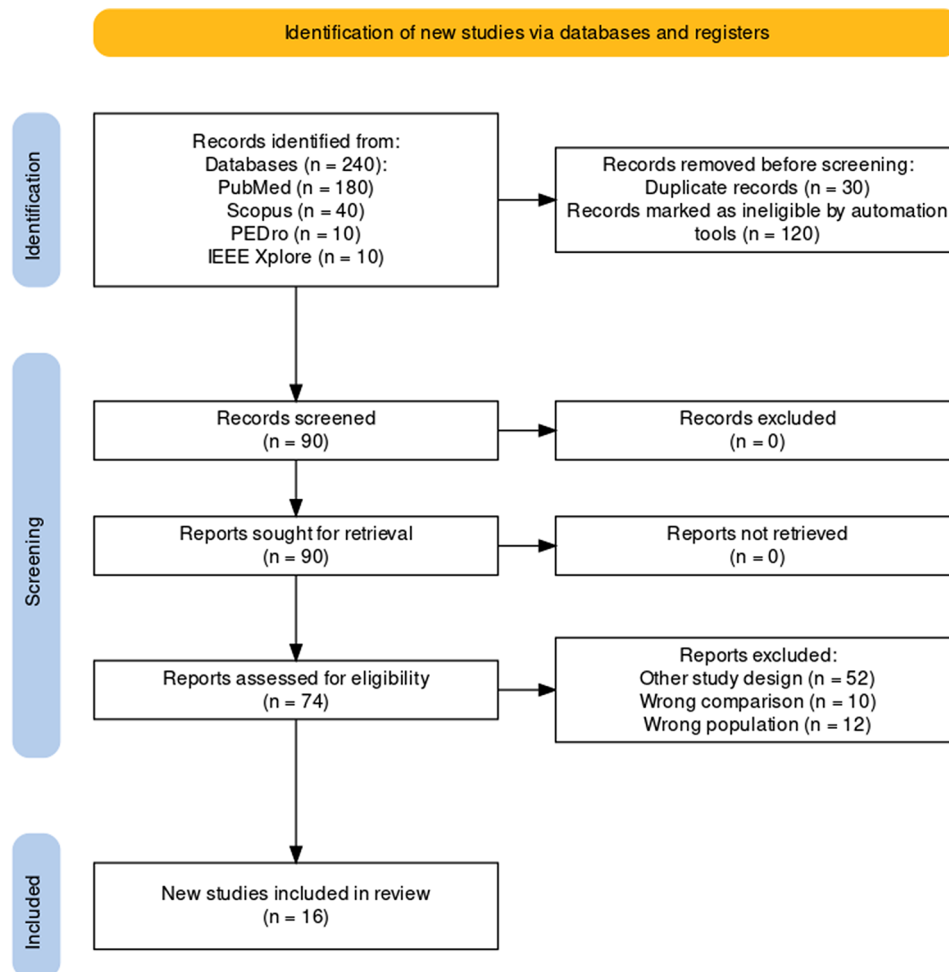 Identification of new studies via databases and registers
Identification
Records identified from:
Databases (n = 240):
PubMed (n = 180)
Scopus (n = 40)
PEDro (n = 10)
IEEE Xplore (n = 10)
Records removed before screening:
Duplicate records (n = 30)
Records marked as ineligible by automation
tools (n = 120)
Screening
Records screened
(n = 90)
Records excluded
(n = 0)
Reports sought for retrieval
(n = 90)
Reports not retrieved
(n = 0)
Reports assessed for eligibility
(n = 74)
Reports excluded:
Other study design (n = 52)
Wrong comparison (n = 10)
Wrong population (n = 12)
Included
New studies included in review
(n = 16)